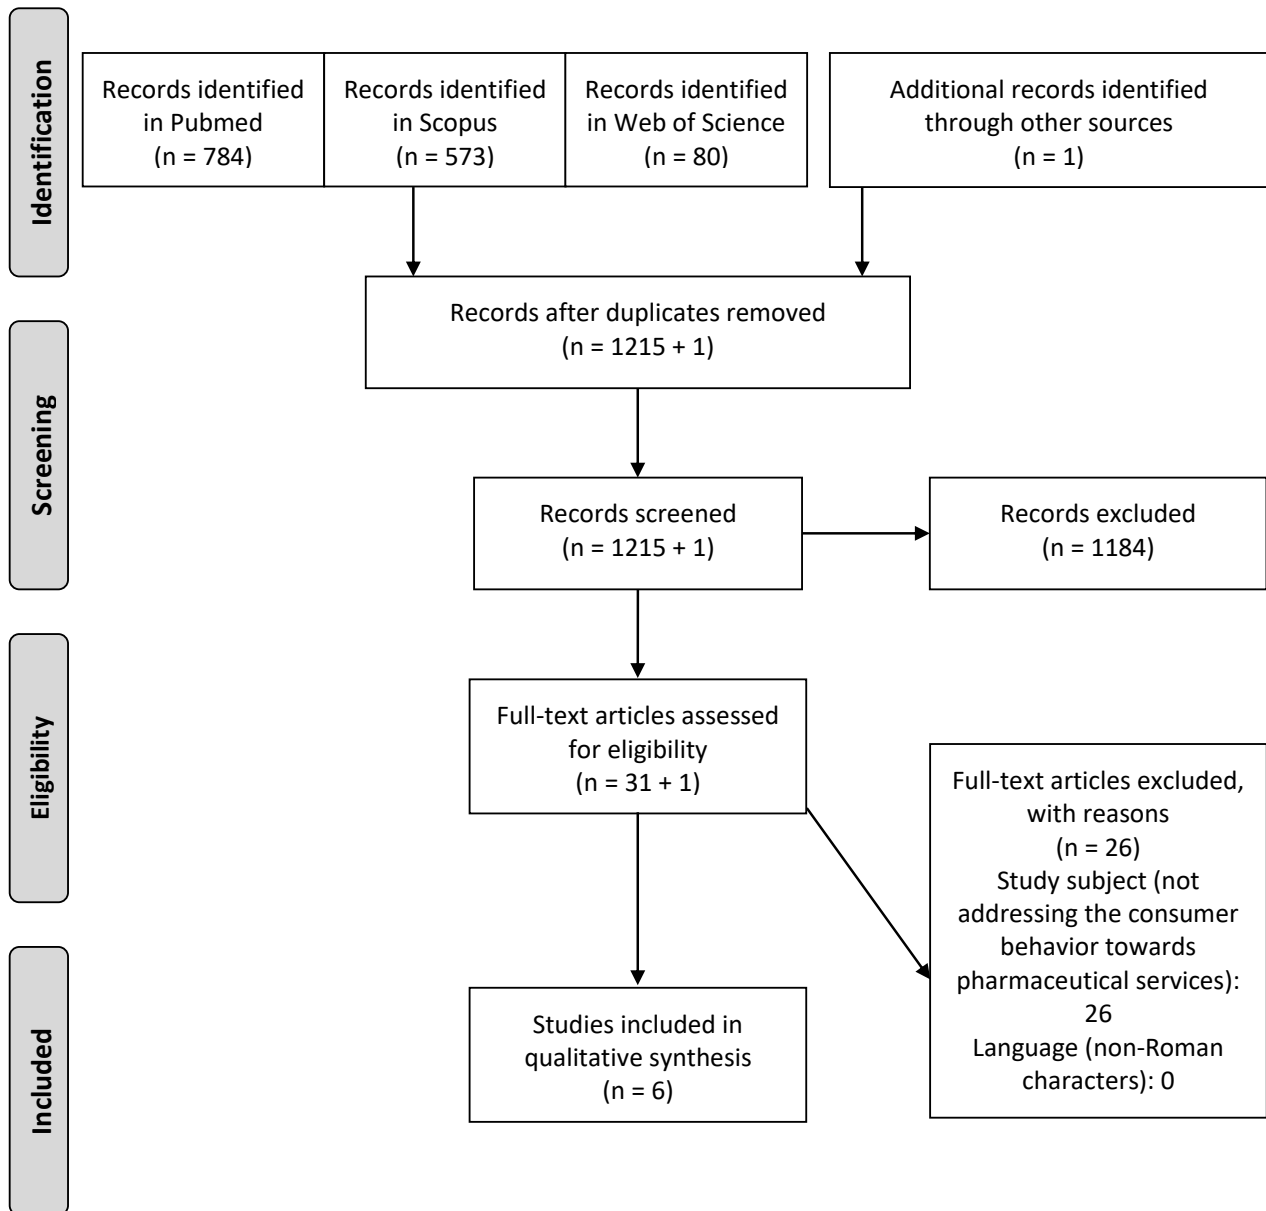 Identification
Records identified
in Pubmed
(n = 784)
Records identified
in Scopus
(n = 573)
Records identified
in Web of Science
(n = 80)
Additional records identified
through other sources
(n = 1)
Records after duplicates removed
(n = 1215 + 1)
Screening
Records screened
(n = 1215 + 1)
Records excluded
(n = 1184)
Eligibility
Full-text articles assessed
for eligibility
(n = 31 + 1)
Full-text articles excluded,
with reasons
(n = 26)
Study subject (not
addressing the consumer
behavior towards
pharmaceutical services):
26
Language (non-Roman
characters): 0
Included
Studies included in
qualitative synthesis
(n = 6)